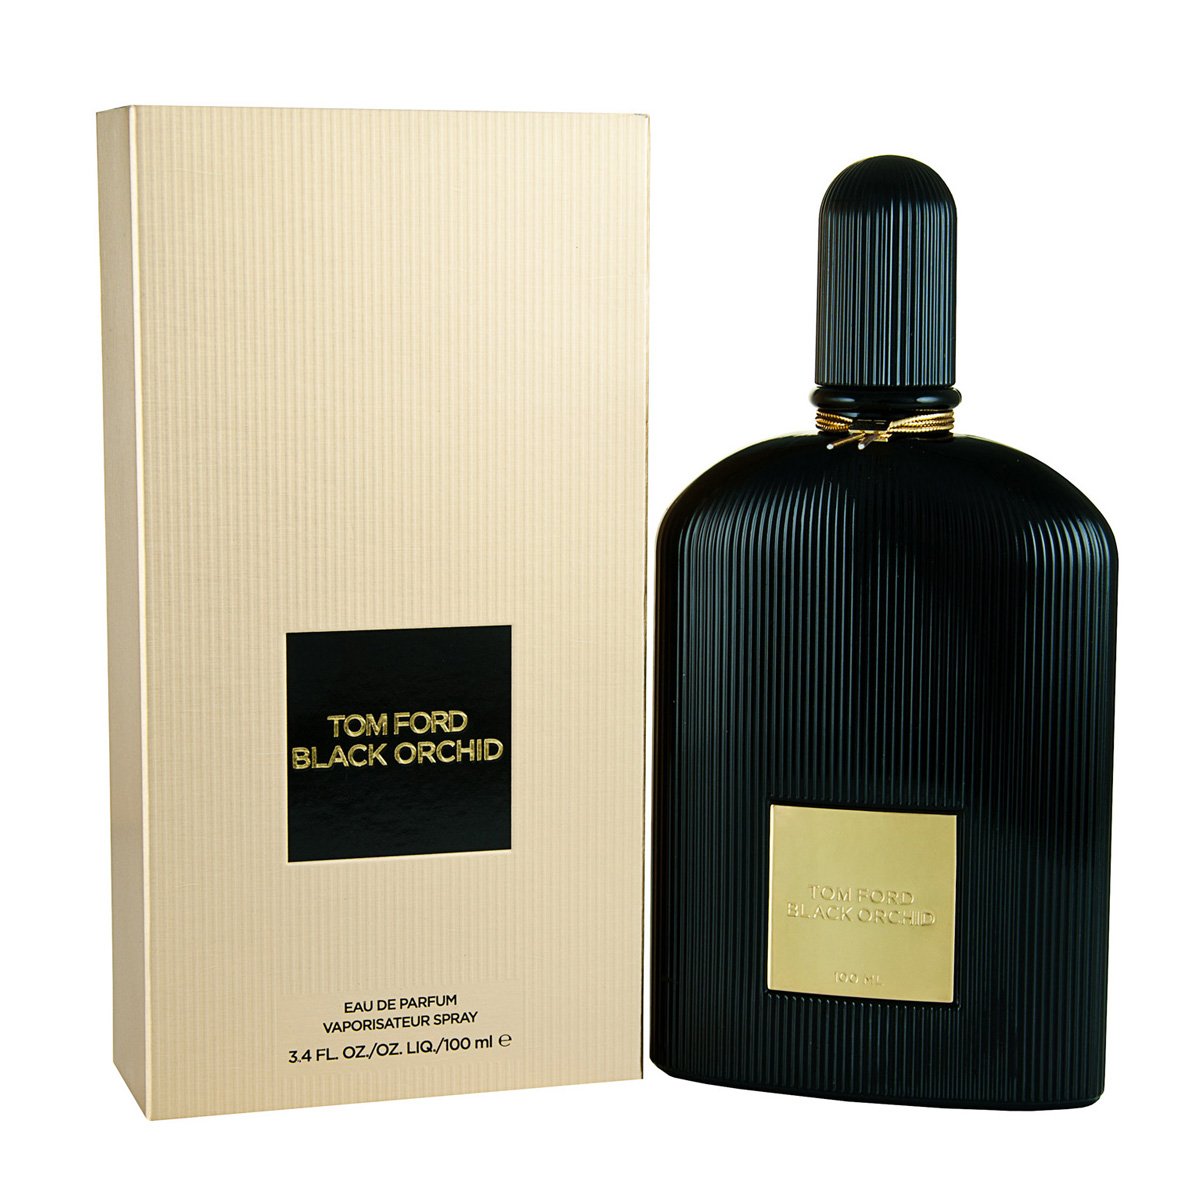 TOM FORD
BLACK ORCHID
EAU DE PARFUM
VAPORISATEUR SPRAY
3.4 FL. OZ./OZ. LIQ./100 ml ℮
TOM FORD
BLACK ORCHID
100 ML